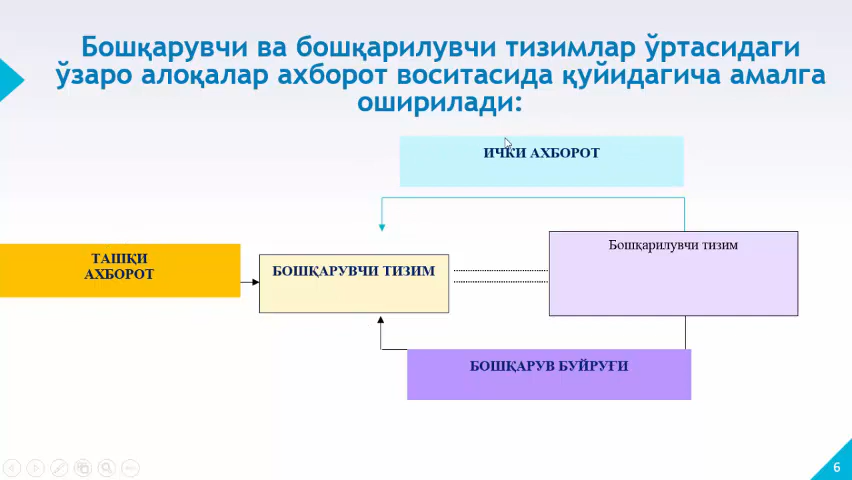 Бошқарувчи ва бошқарилувчи тизимлар ўртасидаги
ўзаро алоқалар ахборот воситасида қуйидагича амалга
оширилади:
ИЧКИ АХБОРОТ
ТАШҚИ
АХБОРОТ
БОШҚАРУВЧИ ТИЗИМ
Бошқарилувчи тизим
БОШҚАРУВ БУЙРУҒИ
6